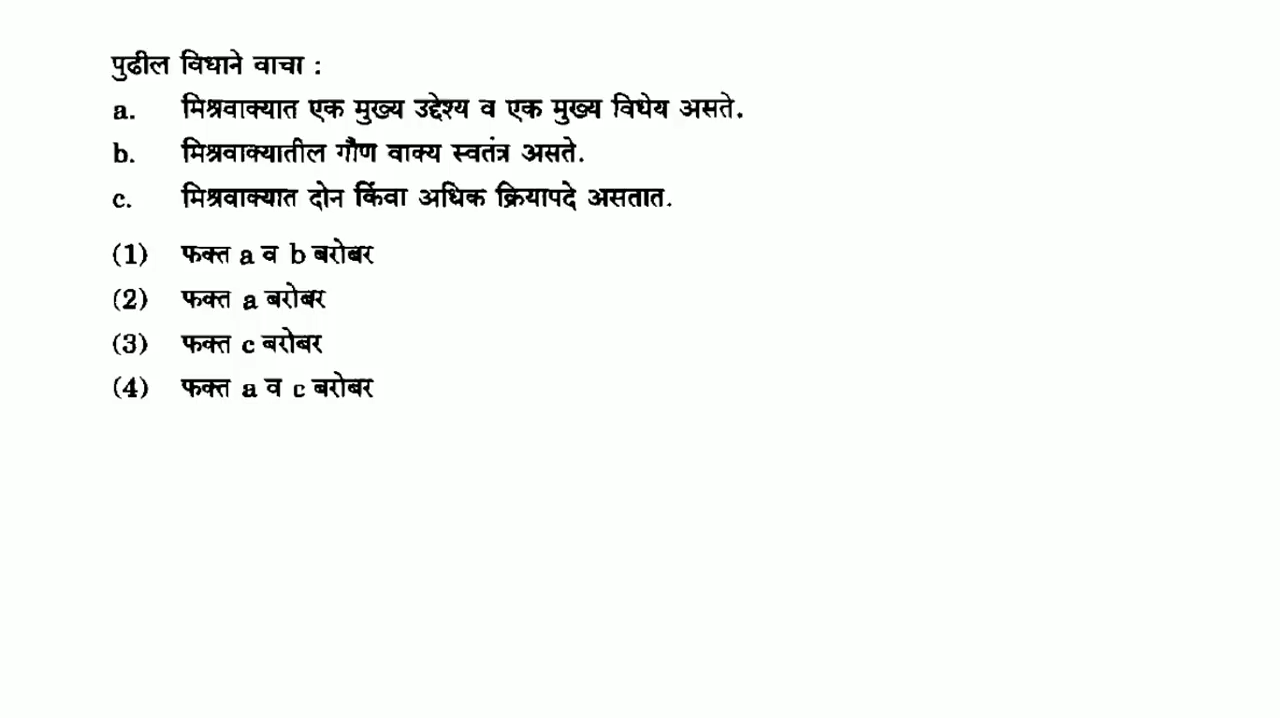 पुढील विधाने वाचा :
a. मिश्रवाक्यात एक मुख्य उद्देश्य व एक मुख्य विधेय असते.
b. मिश्रवाक्यातील गौण वाक्य स्वतंत्र असते.
c. मिश्रवाक्यात दोन किंवा अधिक क्रियापदे असतात.
(1) फक्त a व b बरोबर
(2) फक्त a बरोबर
(3) फक्त c बरोबर
(4) फक्त a व c बरोबर